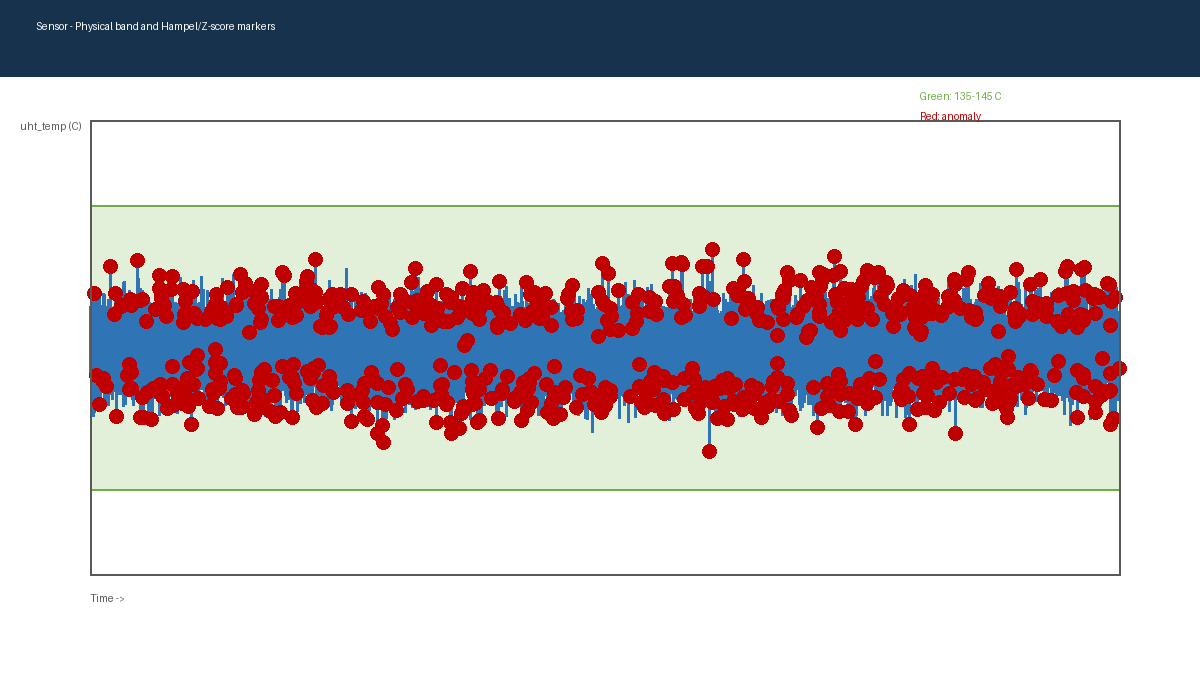 Sensor - Physical band and Hampel/Z-score markers
Green: 135-145 C
Red: anomaly
uht_temp (C)
Time ->